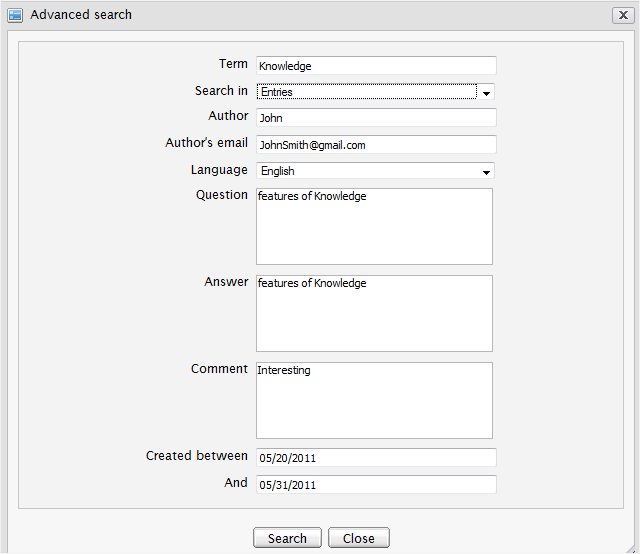 Advanced search
Term Knowledge
Search in Entries
Author John
Author's email JohnSmith@gmail.com
Language English
Question features of Knowledge
Answer features of Knowledge
Comment Interesting
Created between 05/20/2011
And 05/31/2011
Search Close